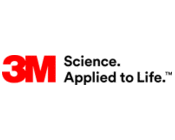 3M Science.
Applied to Life.™